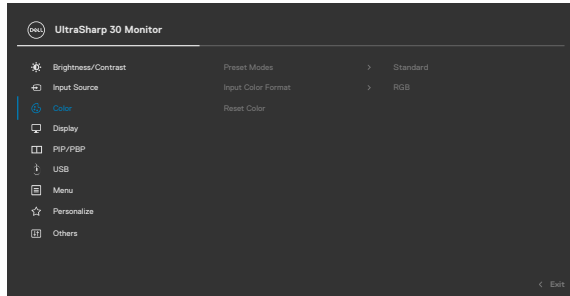 DELL UltraSharp 30 Monitor
Brightness/Contrast Preset Modes > Standard
Input Source Input Color Format > RGB
Color Reset Color
Display
PIP/PBP
USB
Menu
Personalize
Others
< Exit